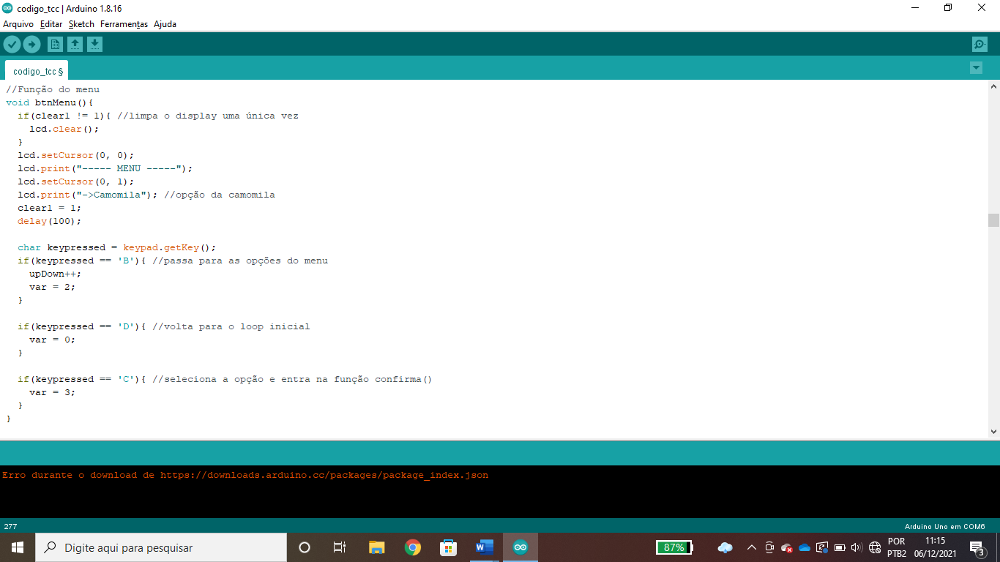 codigo_tcc | Arduino 1.8.16
Arquivo Editar Sketch Ferramentas Ajuda
codigo_tcc §
//Função do menu
void btnMenu(){
  if(clear1 != 1){ //limpa o display uma única vez
    lcd.clear();
  }
  lcd.setCursor(0, 0);
  lcd.print("----- MENU -----");
  lcd.setCursor(0, 1);
  lcd.print("->Camomila"); //opção da camomila
  clear1 = 1;
  delay(100);
  char keypressed = keypad.getKey();
  if(keypressed == 'B'){ //passa para as opções do menu
    upDown++;
    var = 2;
  }
  if(keypressed == 'D'){ //volta para o loop inicial
    var = 0;
  }
  if(keypressed == 'C'){ //seleciona a opção e entra na função confirma()
    var = 3;
  }
}
Erro durante o download de https://downloads.arduino.cc/packages/package_index.json
277
Arduino Uno em COM6
Digite aqui para pesquisar
87%
POR
PTB2
11:15
06/12/2021
3